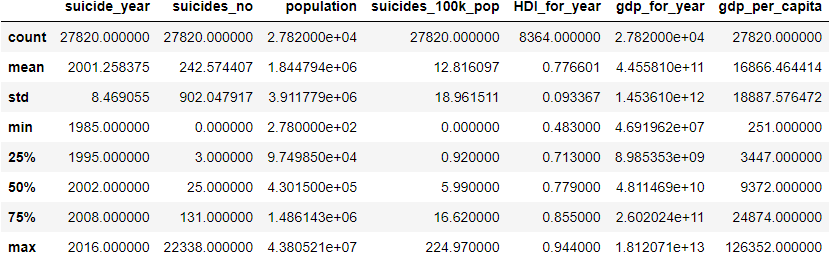 suicide_year suicides_no population suicides_100k_pop HDI_for_year gdp_for_year gdp_per_capita
count 27820.000000 27820.000000 2.782000e+04 27820.000000 8364.000000 2.782000e+04 27820.000000
mean 2001.258375 242.574407 1.844794e+06 12.816097 0.776601 4.455810e+11 16866.464414
std 8.469055 902.047917 3.911779e+06 18.961511 0.093367 1.453610e+12 18887.576472
min 1985.000000 0.000000 2.780000e+02 0.000000 0.483000 4.691962e+07 251.000000
25% 1995.000000 3.000000 9.749850e+04 0.920000 0.713000 8.985353e+09 3447.000000
50% 2002.000000 25.000000 4.301500e+05 5.990000 0.779000 4.811469e+10 9372.000000
75% 2008.000000 131.000000 1.486143e+06 16.620000 0.855000 2.602024e+11 24874.000000
max 2016.000000 22338.000000 4.380521e+07 224.970000 0.944000 1.812071e+13 126352.000000